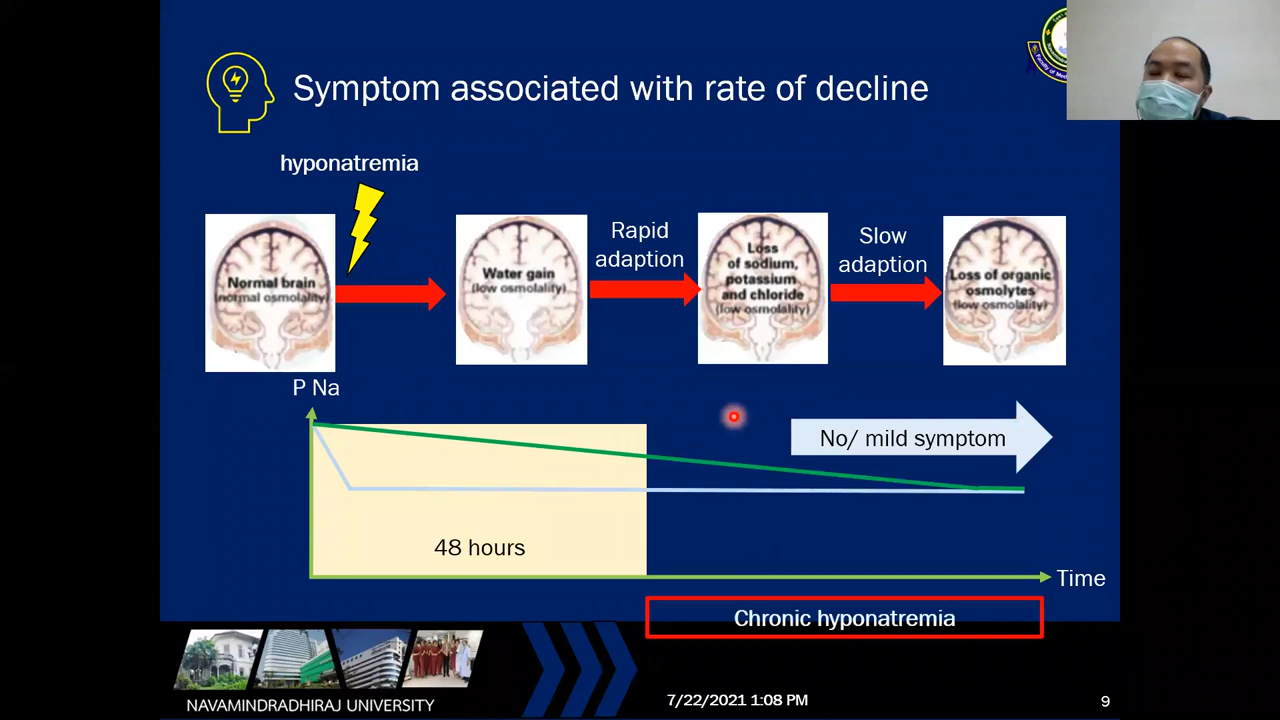 Symptom associated with rate of decline
hyponatremia
Normal brain
(normal osmolality)
Water gain
(low osmolality)
Rapid
adaption
Loss
of sodium,
potassium
and chloride
(low osmolality)
Slow
adaption
Loss of organic
osmolytes
(low osmolality)
P Na
No/ mild symptom
48 hours
Time
Chronic hyponatremia
NAVAMINDRADHIRAJ UNIVERSITY
7/22/2021 1:08 PM
9